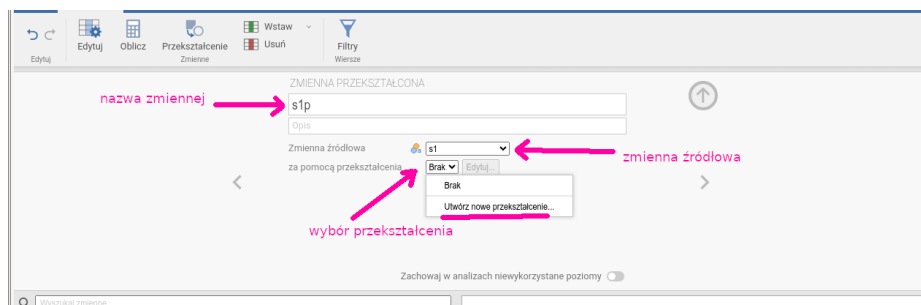 Edytuj
Oblicz
Przekształcenie
Wstaw
Usuń
Filtry
Edytuj
Zmienne
Wiersze
ZMIENNA PRZEKSZTAŁCONA
nazwa zmiennej
s1p
Opis
Zmienna źródłowa
s1
zmienna źródłowa
za pomocą przekształcenia
Brak
Edytuj...
Brak
Utwórz nowe przekształcenie...
wybór przekształcenia
Zachowaj w analizach niewykorzystane poziomy
Wyszukaj zmienne